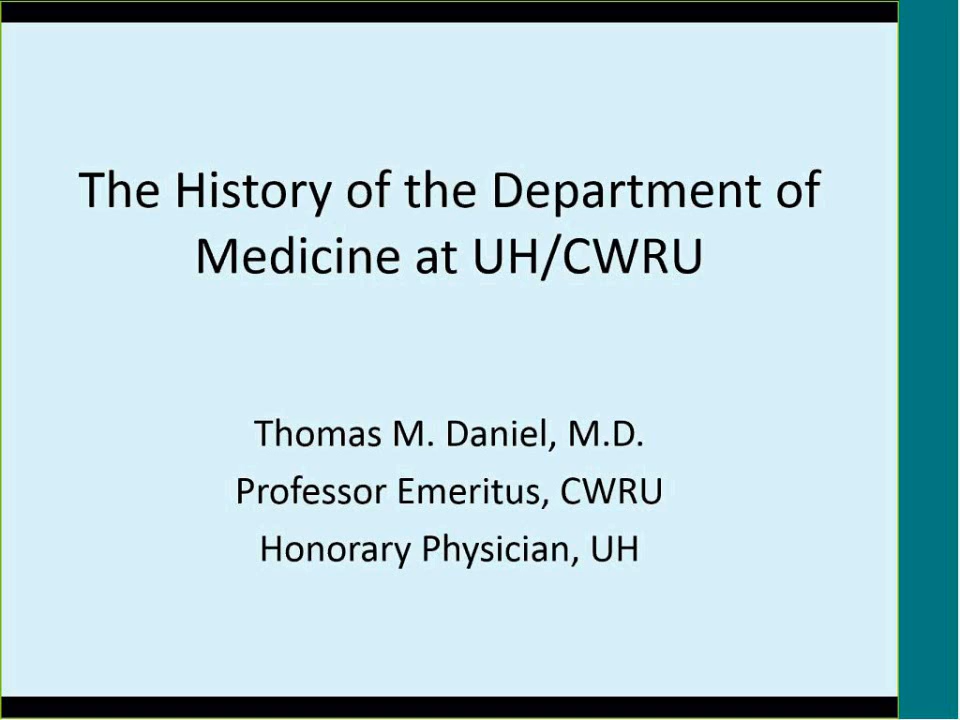 The History of the Department of
Medicine at UH/CWRU
Thomas M. Daniel, M.D.
Professor Emeritus, CWRU
Honorary Physician, UH